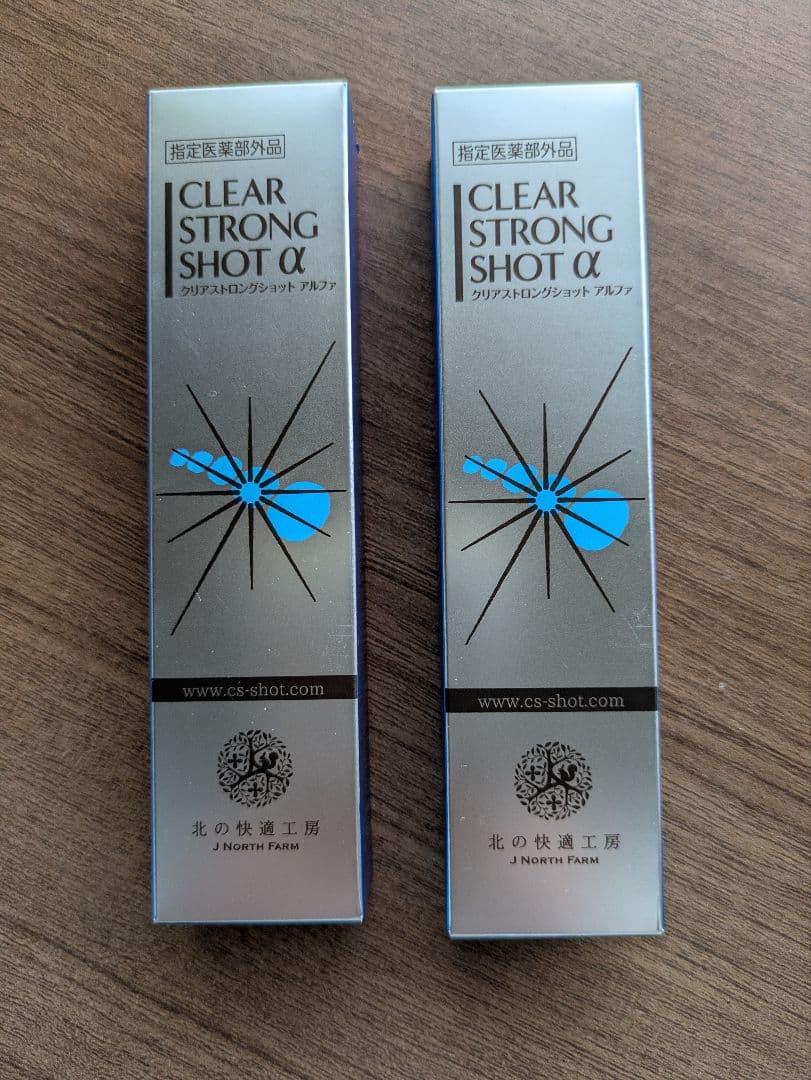 指定医薬部外品
CLEAR
STRONG
SHOT α
クリアストロングショット アルファ
www.cs-shot.com
北の快適工房
J NORTH FARM
指定医薬部外品
CLEAR
STRONG
SHOT α
クリアストロングショット アルファ
www.cs-shot.com
北の快適工房
J NORTH FARM